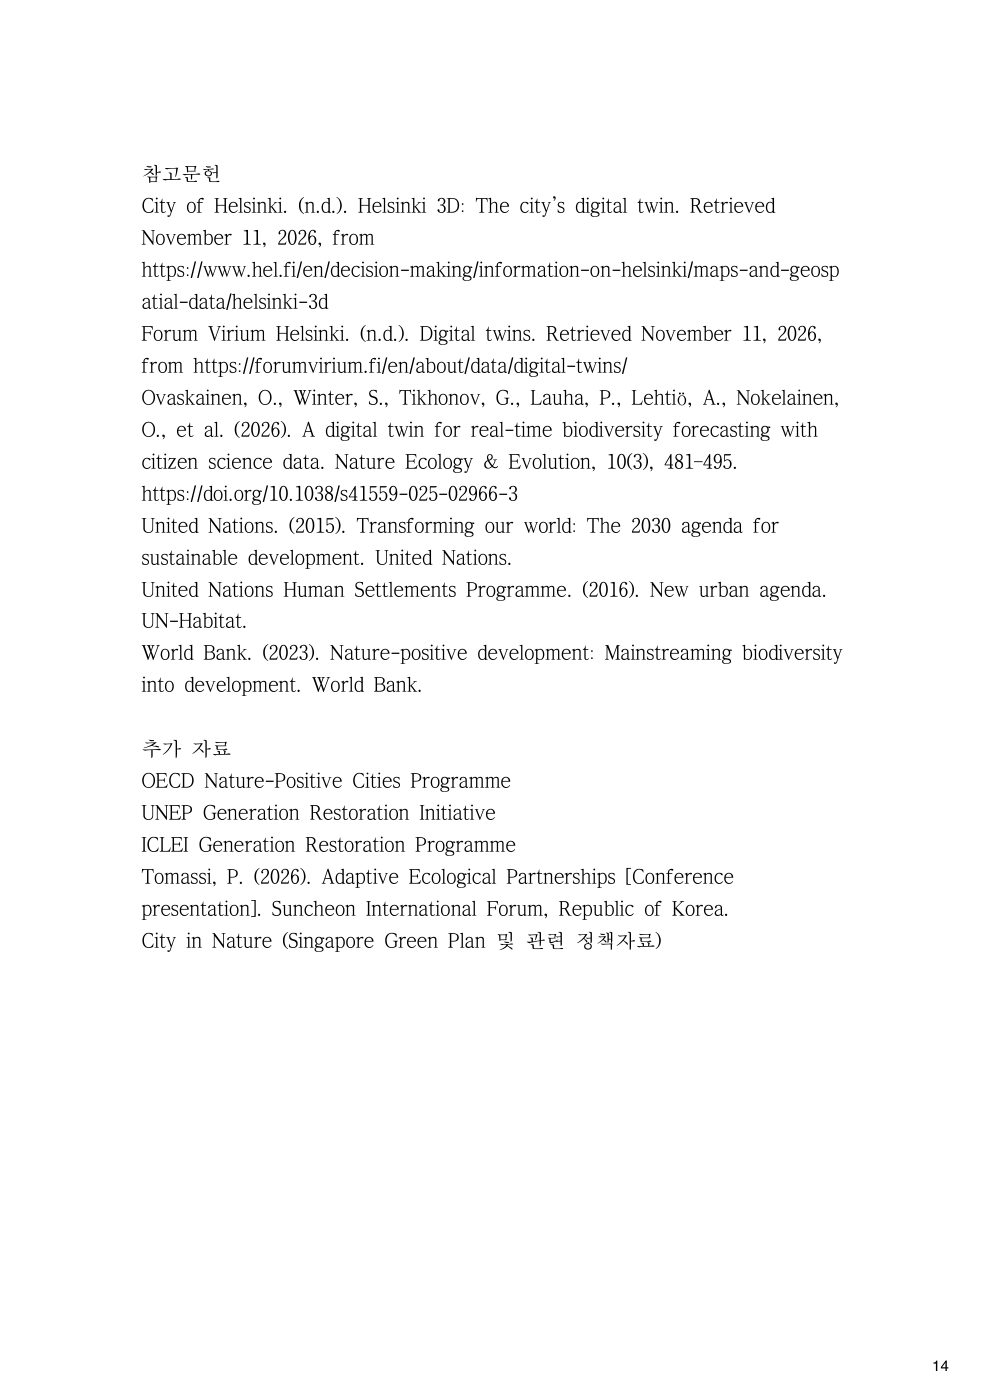 참고문헌
City of Helsinki. (n.d.). Helsinki 3D: The city's digital twin. Retrieved
November 11, 2026, from
https://www.hel.fi/en/decision-making/information-on-helsinki/maps-and-geosp
atial-data/helsinki-3d
Forum Virium Helsinki. (n.d.). Digital twins. Retrieved November 11, 2026,
from https://forumvirium.fi/en/about/data/digital-twins/
Ovaskainen, O., Winter, S., Tikhonov, G., Lauha, P., Lehtiö, A., Nokelainen,
O., et al. (2026). A digital twin for real-time biodiversity forecasting with
citizen science data. Nature Ecology & Evolution, 10(3), 481–495.
https://doi.org/10.1038/s41559-025-02966-3
United Nations. (2015). Transforming our world: The 2030 agenda for
sustainable development. United Nations.
United Nations Human Settlements Programme. (2016). New urban agenda.
UN-Habitat.
World Bank. (2023). Nature-positive development: Mainstreaming biodiversity
into development. World Bank.
추가 자료
OECD Nature-Positive Cities Programme
UNEP Generation Restoration Initiative
ICLEI Generation Restoration Programme
Tomassi, P. (2026). Adaptive Ecological Partnerships [Conference
presentation]. Suncheon International Forum, Republic of Korea.
City in Nature (Singapore Green Plan 및 관련 정책자료)
14